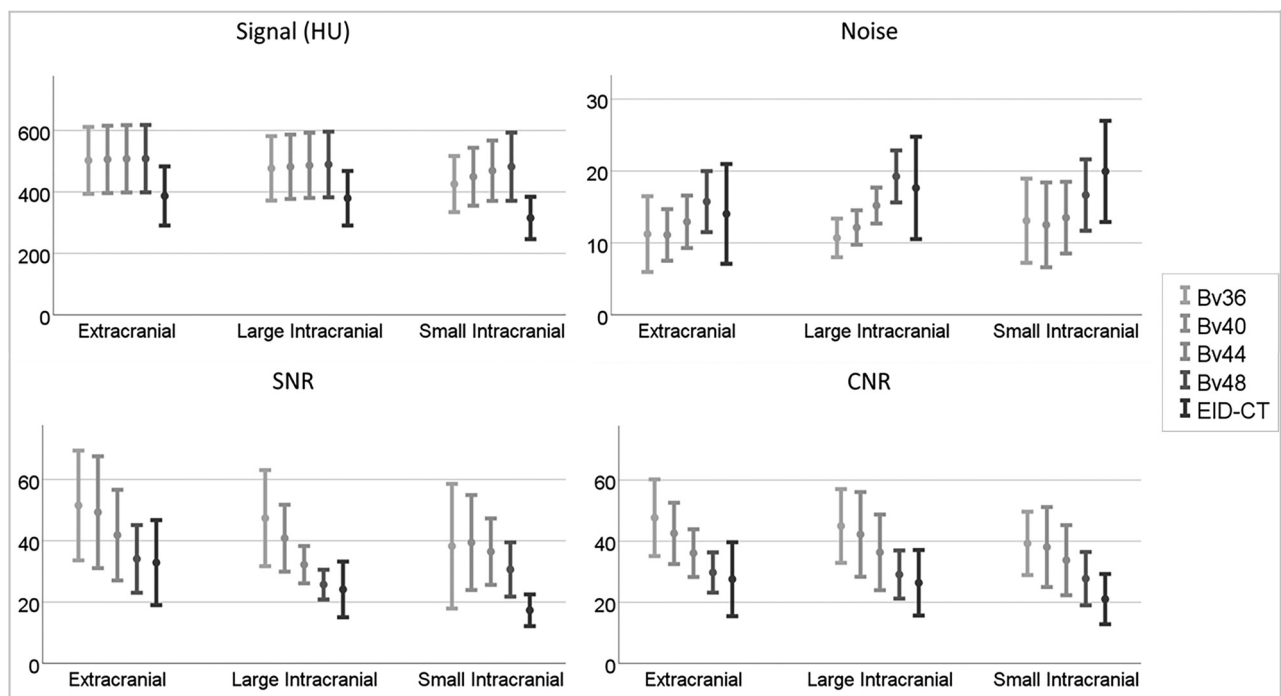 Signal (HU)
Noise
600
400
200
0
Extracranial
Large Intracranial
Small Intracranial
30
20
10
0
Extracranial
Large Intracranial
Small Intracranial
Bv36
Bv40
Bv44
Bv48
EID-CT
SNR
CNR
60
40
20
0
Extracranial
Large Intracranial
Small Intracranial
60
40
20
0
Extracranial
Large Intracranial
Small Intracranial